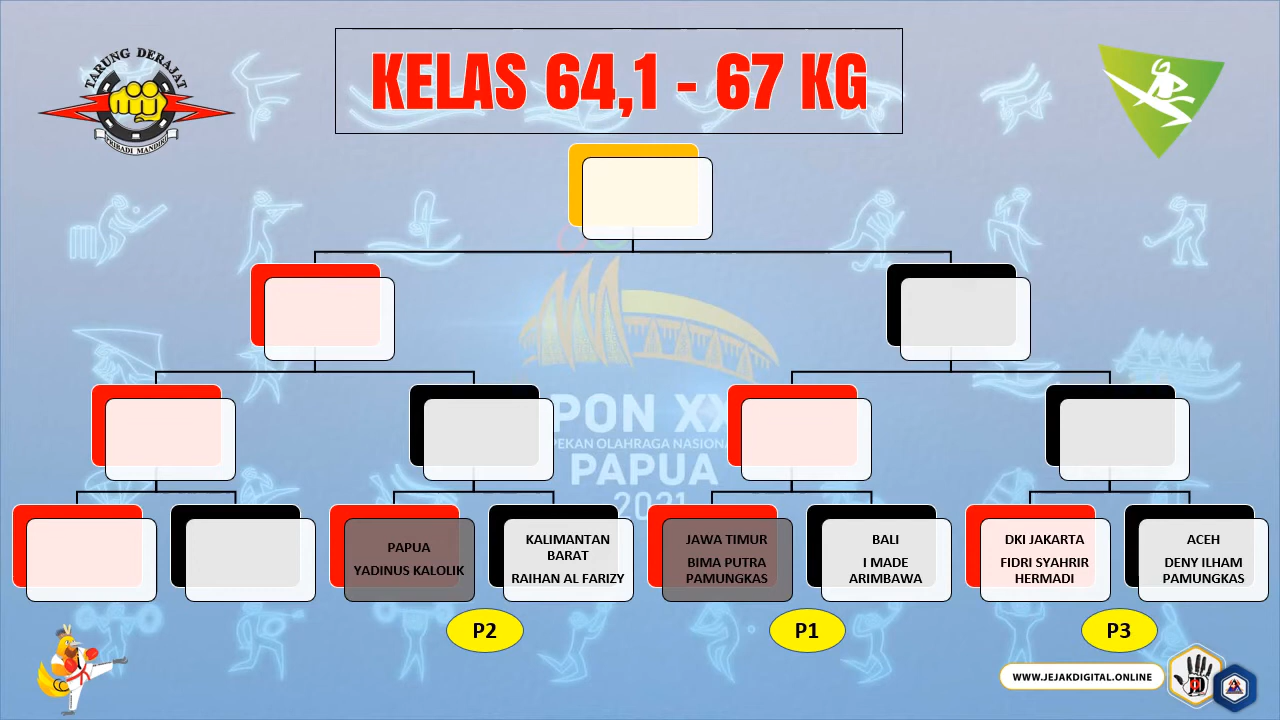 TARUNG DERAJAT
PRIBADI MANDIRI
KELAS 64,1 - 67 KG
PON XX
PEKAN OLAHRAGA NASIONAL
PAPUA
2021
PAPUA
YADINUS KALOLIK
KALIMANTAN
BARAT
RAIHAN AL FARIZY
JAWA TIMUR
BIMA PUTRA
PAMUNGKAS
BALI
I MADE
ARIMBAWA
DKI JAKARTA
FIDRI SYAHRIR
HERMADI
ACEH
DENY ILHAM
PAMUNGKAS
P2
P1
P3
WWW.JEJAKDIGITAL.ONLINE